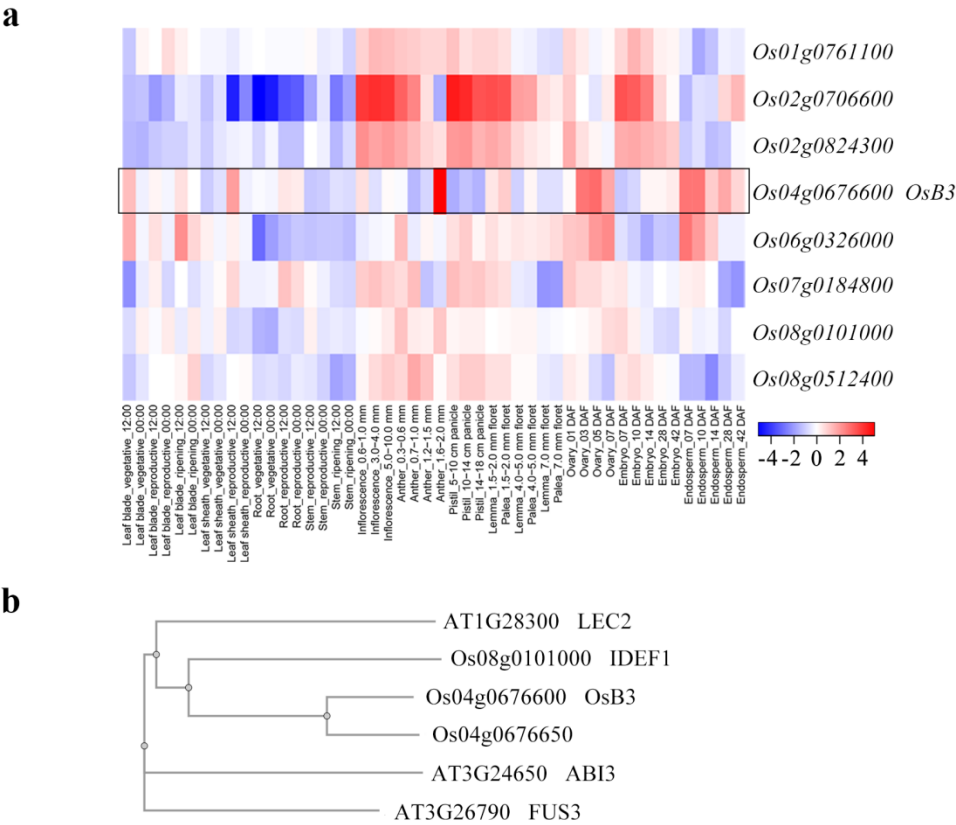 a
Os01g0761100
Os02g0706600
Os02g0824300
Os04g0676600 OsB3
Os06g0326000
Os07g0184800
Os08g0101000
Os08g0512400
-4 -2 0 2 4
Leaf blade_vegetative_12:00
Leaf blade_vegetative_00:00
Leaf blade_reproductive_12:00
Leaf blade_reproductive_00:00
Leaf blade_ripening_12:00
Leaf blade_ripening_00:00
Leaf sheath_vegetative_12:00
Leaf sheath_vegetative_00:00
Leaf sheath_reproductive_12:00
Leaf sheath_reproductive_00:00
Root_vegetative_12:00
Root_vegetative_00:00
Root_reproductive_12:00
Root_reproductive_00:00
Stem_reproductive_12:00
Stem_reproductive_00:00
Stem_ripening_12:00
Stem_ripening_00:00
Inflorescence_0.6-1.0 mm
Inflorescence_3.0-4.0 mm
Inflorescence_5.0-10.0 mm
Anther_0.3-0.6 mm
Anther_0.7-1.0 mm
Anther_1.2-1.5 mm
Anther_1.6-2.0 mm
Pistil_5-10 cm panicle
Pistil_10-14 cm panicle
Pistil_14-18 cm panicle
Lemma_1.5-2.0 mm floret
Palea_1.5-2.0 mm floret
Lemma_4.0-5.0 mm floret
Palea_4.0-5.0 mm floret
Lemma_7.0 mm floret
Palea_7.0 mm floret
Ovary_01 DAF
Ovary_03 DAF
Ovary_05 DAF
Ovary_07 DAF
Embryo_07 DAF
Embryo_10 DAF
Embryo_14 DAF
Embryo_28 DAF
Embryo_42 DAF
Endosperm_07 DAF
Endosperm_10 DAF
Endosperm_14 DAF
Endosperm_28 DAF
Endosperm_42 DAF
b
AT1G28300 LEC2
Os08g0101000 IDEF1
Os04g0676600 OsB3
Os04g0676650
AT3G24650 ABI3
AT3G26790 FUS3